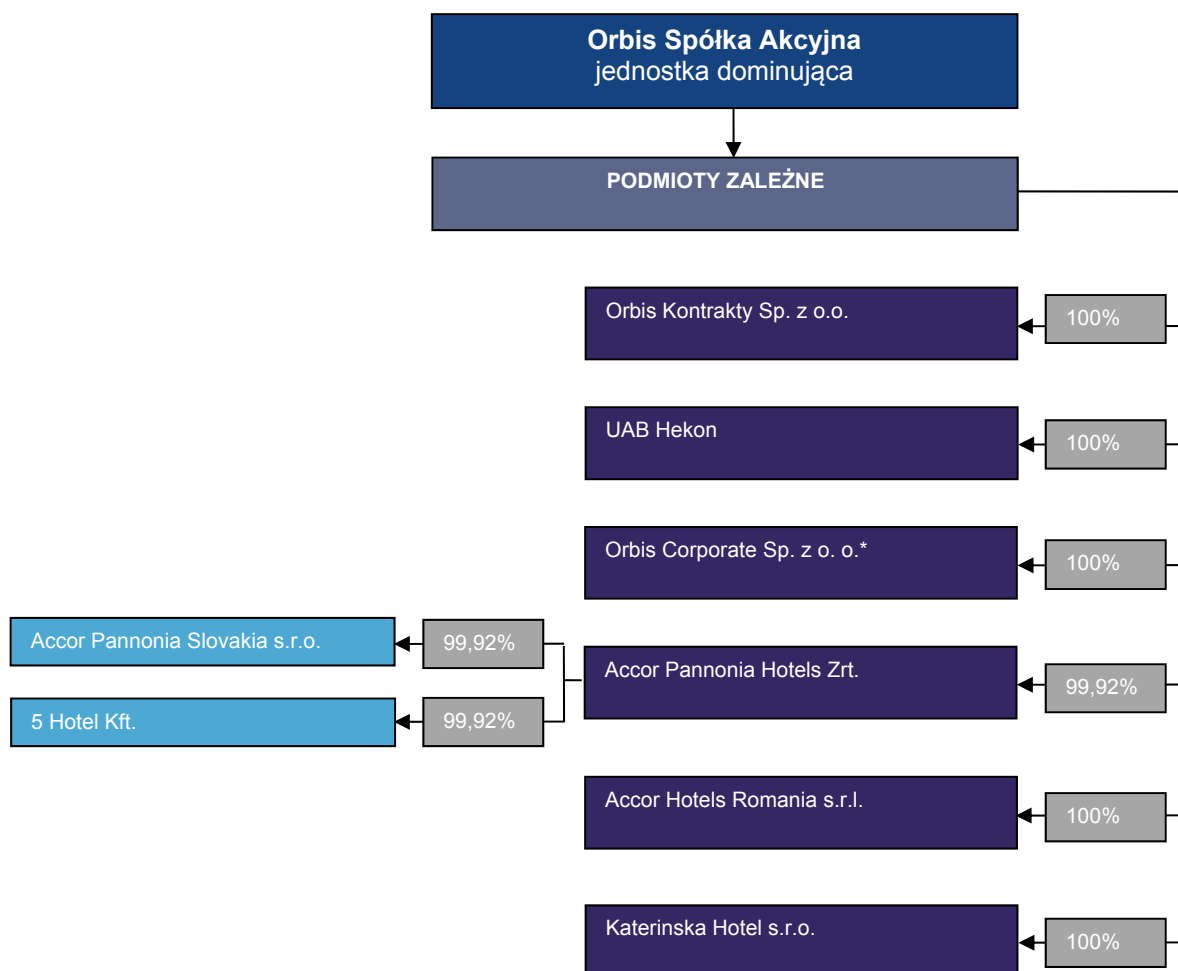 Orbis Spółka Akcyjna
jednostka dominująca
PODMIOTY ZALEŻNE
Orbis Kontrakty Sp. z o.o.
100%
UAB Hekon
100%
Orbis Corporate Sp. z o. o.*
100%
Accor Pannonia Slovakia s.r.o.
99,92%
Accor Pannonia Hotels Zrt.
99,92%
5 Hotel Kft.
99,92%
Accor Hotels Romania s.r.l.
100%
Katerinska Hotel s.r.o.
100%